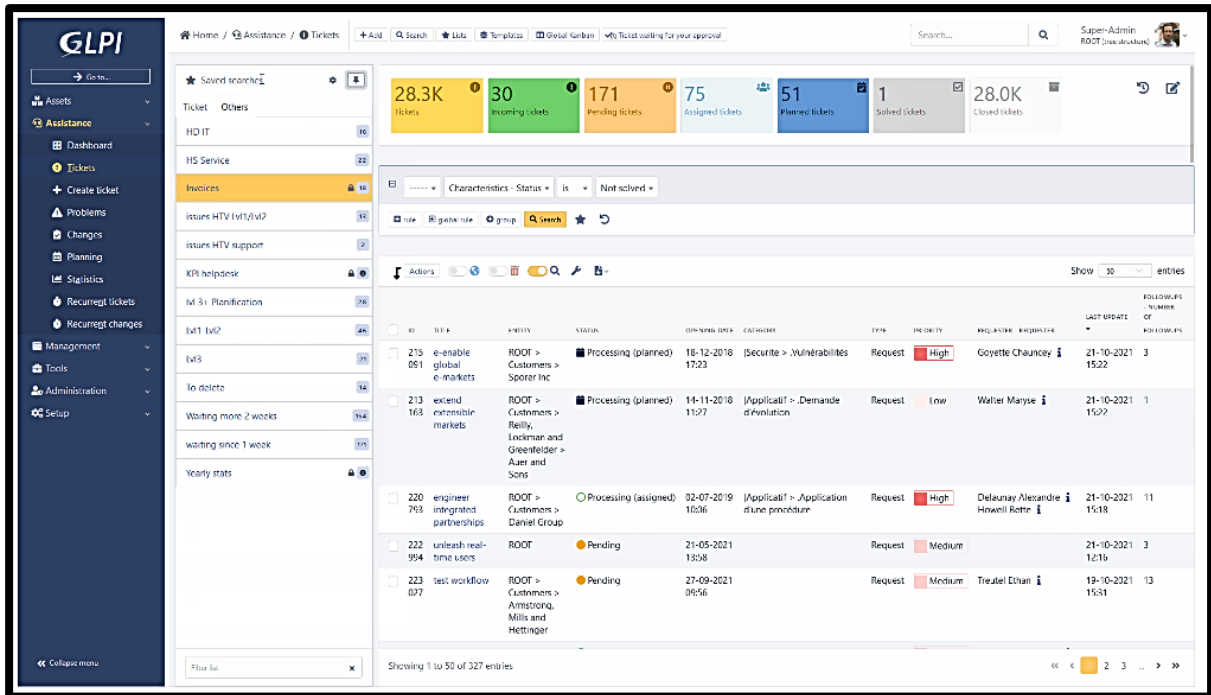 GLPI
Go to...
Assets
Assistance
Dashboard
Tickets
Create ticket
Problems
Changes
Planning
Statistics
Recurrent tickets
Recurrent changes
Management
Tools
Administration
Setup
Collapse menu
Home / Assistance / Tickets
Add Search Lists Templates Global Kanban Ticket waiting for your approval
Search...
Super-Admin
ROOT (tree structure)
Saved searches
Ticket Others
HD IT 16
HS Service 22
Invoices 18
issues HTV Lvl1/Lvl2 13
issues HTV support 2
KPI helpdesk
lvl 3+ Planification 28
lvl1 lvl2 46
lvl3 21
To delete 14
Waiting more 2 weeks 154
waiting since 1 week 171
Yearly stats
Filter list
28.3K
Tickets
30
Incoming tickets
171
Pending tickets
75
Assigned tickets
51
Planned tickets
1
Solved tickets
28.0K
Closed tickets
----- Characteristics - Status is Not solved
rule global rule group Search
Actions
Show 50 entries
ID TITLE ENTITY STATUS OPENING DATE CATEGORY TYPE PRIORITY REQUESTER - REQUESTER LAST UPDATE FOLLOWUPS - NUMBER OF FOLLOWUPS
215 e-enable ROOT > Processing (planned) 18-12-2018 |Securite > .Vulnérabilités Request High Goyette Chauncey 21-10-2021 3
091 global Customers > 17:23 15:22
e-markets Sporer Inc
213 extend ROOT > Processing (planned) 14-11-2018 |Applicatif > .Demande Request Low Walter Maryse 21-10-2021 1
163 extensible Customers > 11:27 d'évolution 15:22
markets Reilly,
Lockman and
Greenfelder >
Auer and
Sons
220 engineer ROOT > Processing (assigned) 02-07-2019 |Applicatif > .Application Request High Delaunay Alexandre 21-10-2021 11
793 integrated Customers > 10:06 d'une procédure Howell Bette 15:18
partnerships Daniel Group
222 unleash real- ROOT Pending 21-05-2021 Request Medium 21-10-2021 3
994 time users 13:58 12:16
223 test workflow ROOT > Pending 27-09-2021 Request Medium Treutel Ethan 19-10-2021 13
027 Customers > 09:56 15:31
Armstrong,
Mills and
Hettinger
Showing 1 to 50 of 327 entries
1 2 3 ..